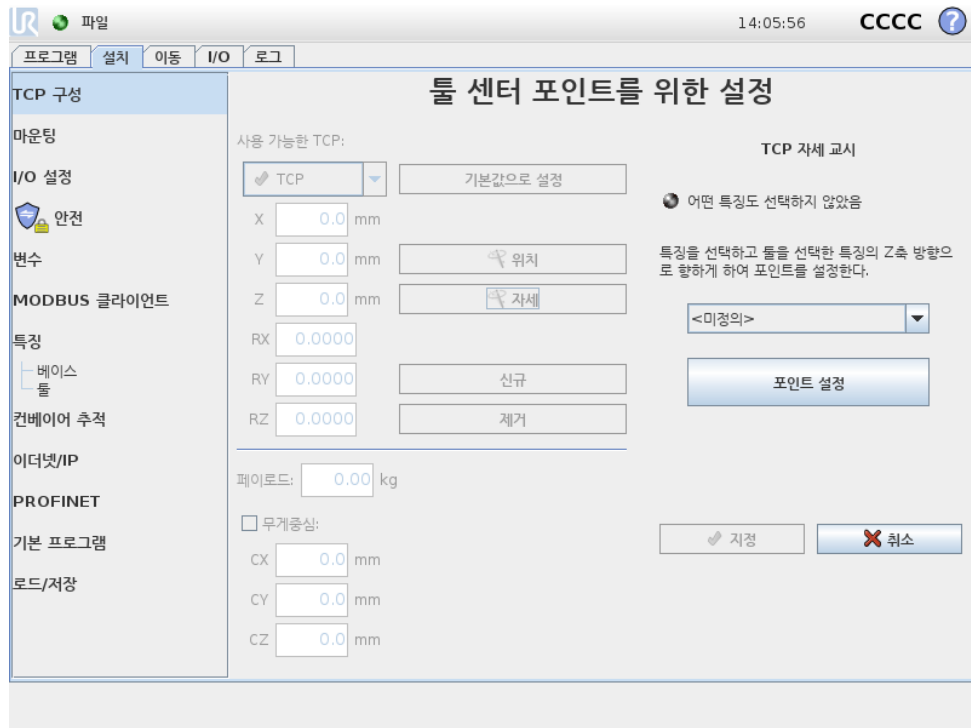 UR 파일 14:05:56 CCCC ?
프로그램 설치 이동 I/O 로그
TCP 구성
마운팅
I/O 설정
안전
변수
MODBUS 클라이언트
특징
베이스
툴
컨베이어 추적
이더넷/IP
PROFINET
기본 프로그램
로드/저장
툴 센터 포인트를 위한 설정
사용 가능한 TCP:
TCP 기본값으로 설정
X 0.0 mm
Y 0.0 mm 위치
Z 0.0 mm 자세
RX 0.0000
RY 0.0000 신규
RZ 0.0000 제거
페이로드: 0.00 kg
무게중심:
CX 0.0 mm
CY 0.0 mm
CZ 0.0 mm
TCP 자세 교시
어떤 특징도 선택하지 않았음
특징을 선택하고 툴을 선택한 특징의 Z축 방향으
로 향하게 하여 포인트를 설정한다.
<미정의>
포인트 설정
지정 취소